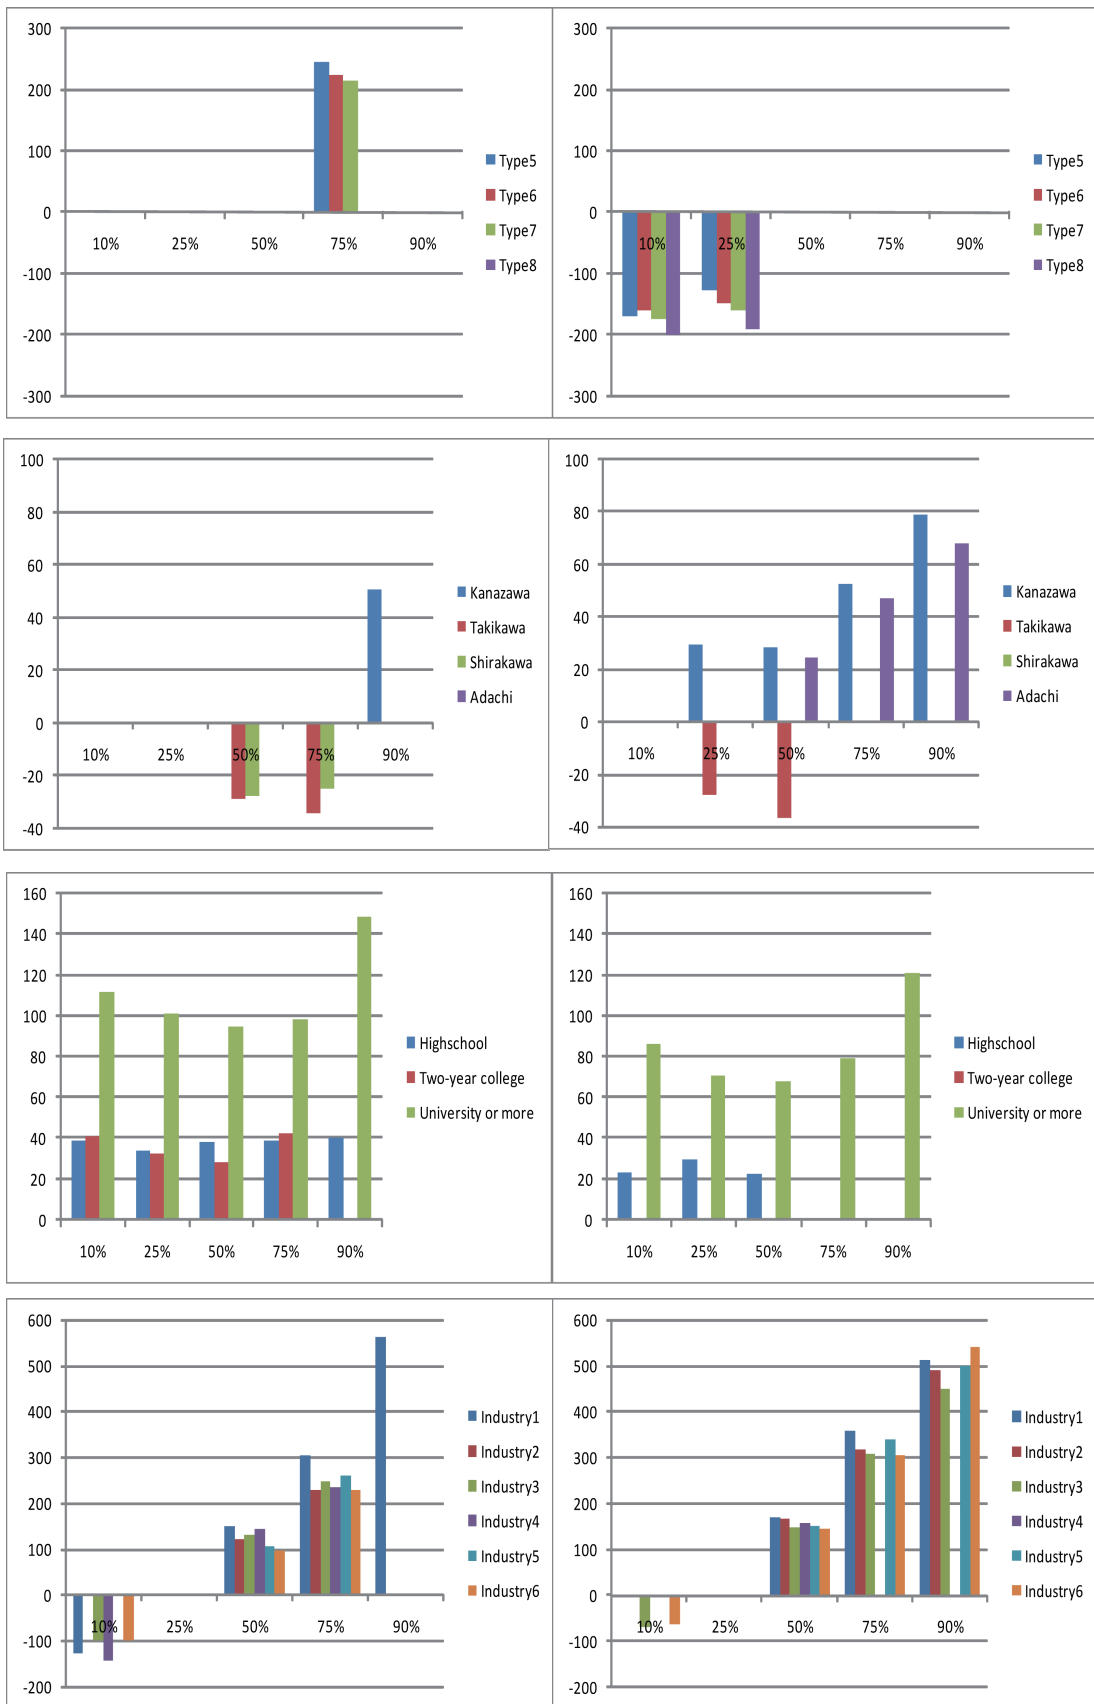 300
200
100
0
-100
-200
-300
10% 25% 50% 75% 90%
Type5
Type6
Type7
Type8
300
200
100
0
-100
-200
-300
10% 25% 50% 75% 90%
Type5
Type6
Type7
Type8
100
80
60
40
20
0
-20
-40
10% 25% 50% 75% 90%
Kanazawa
Takikawa
Shirakawa
Adachi
100
80
60
40
20
0
-20
-40
10% 25% 50% 75% 90%
Kanazawa
Takikawa
Shirakawa
Adachi
160
140
120
100
80
60
40
20
0
10% 25% 50% 75% 90%
Highschool
Two-year college
University or more
160
140
120
100
80
60
40
20
0
10% 25% 50% 75% 90%
Highschool
Two-year college
University or more
600
500
400
300
200
100
0
-100
-200
10% 25% 50% 75% 90%
Industry1
Industry2
Industry3
Industry4
Industry5
Industry6
600
500
400
300
200
100
0
-100
-200
10% 25% 50% 75% 90%
Industry1
Industry2
Industry3
Industry4
Industry5
Industry6